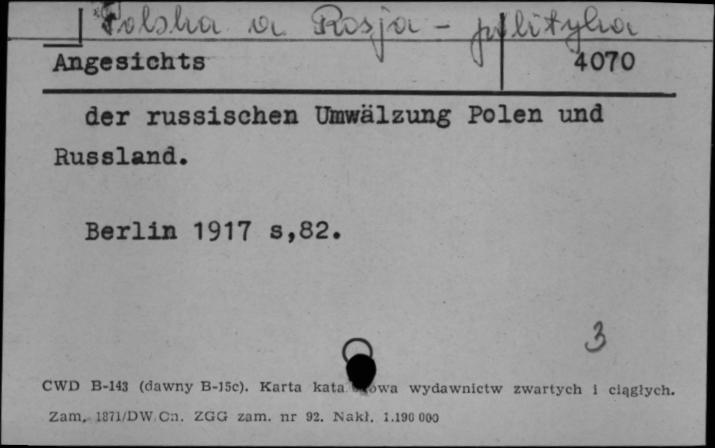 Polska a Rosja - polityka
Angesichts 4070
der russischen Umwälzung Polen und
Russland.
Berlin 1917 s,82.
3
CWD B-143 (dawny B-15c). Karta kata owa wydawnictw zwartych i ciągłych.
Zam. 1871/DW Cn. ZGG zam. nr 92. Nakł. 1.190 000